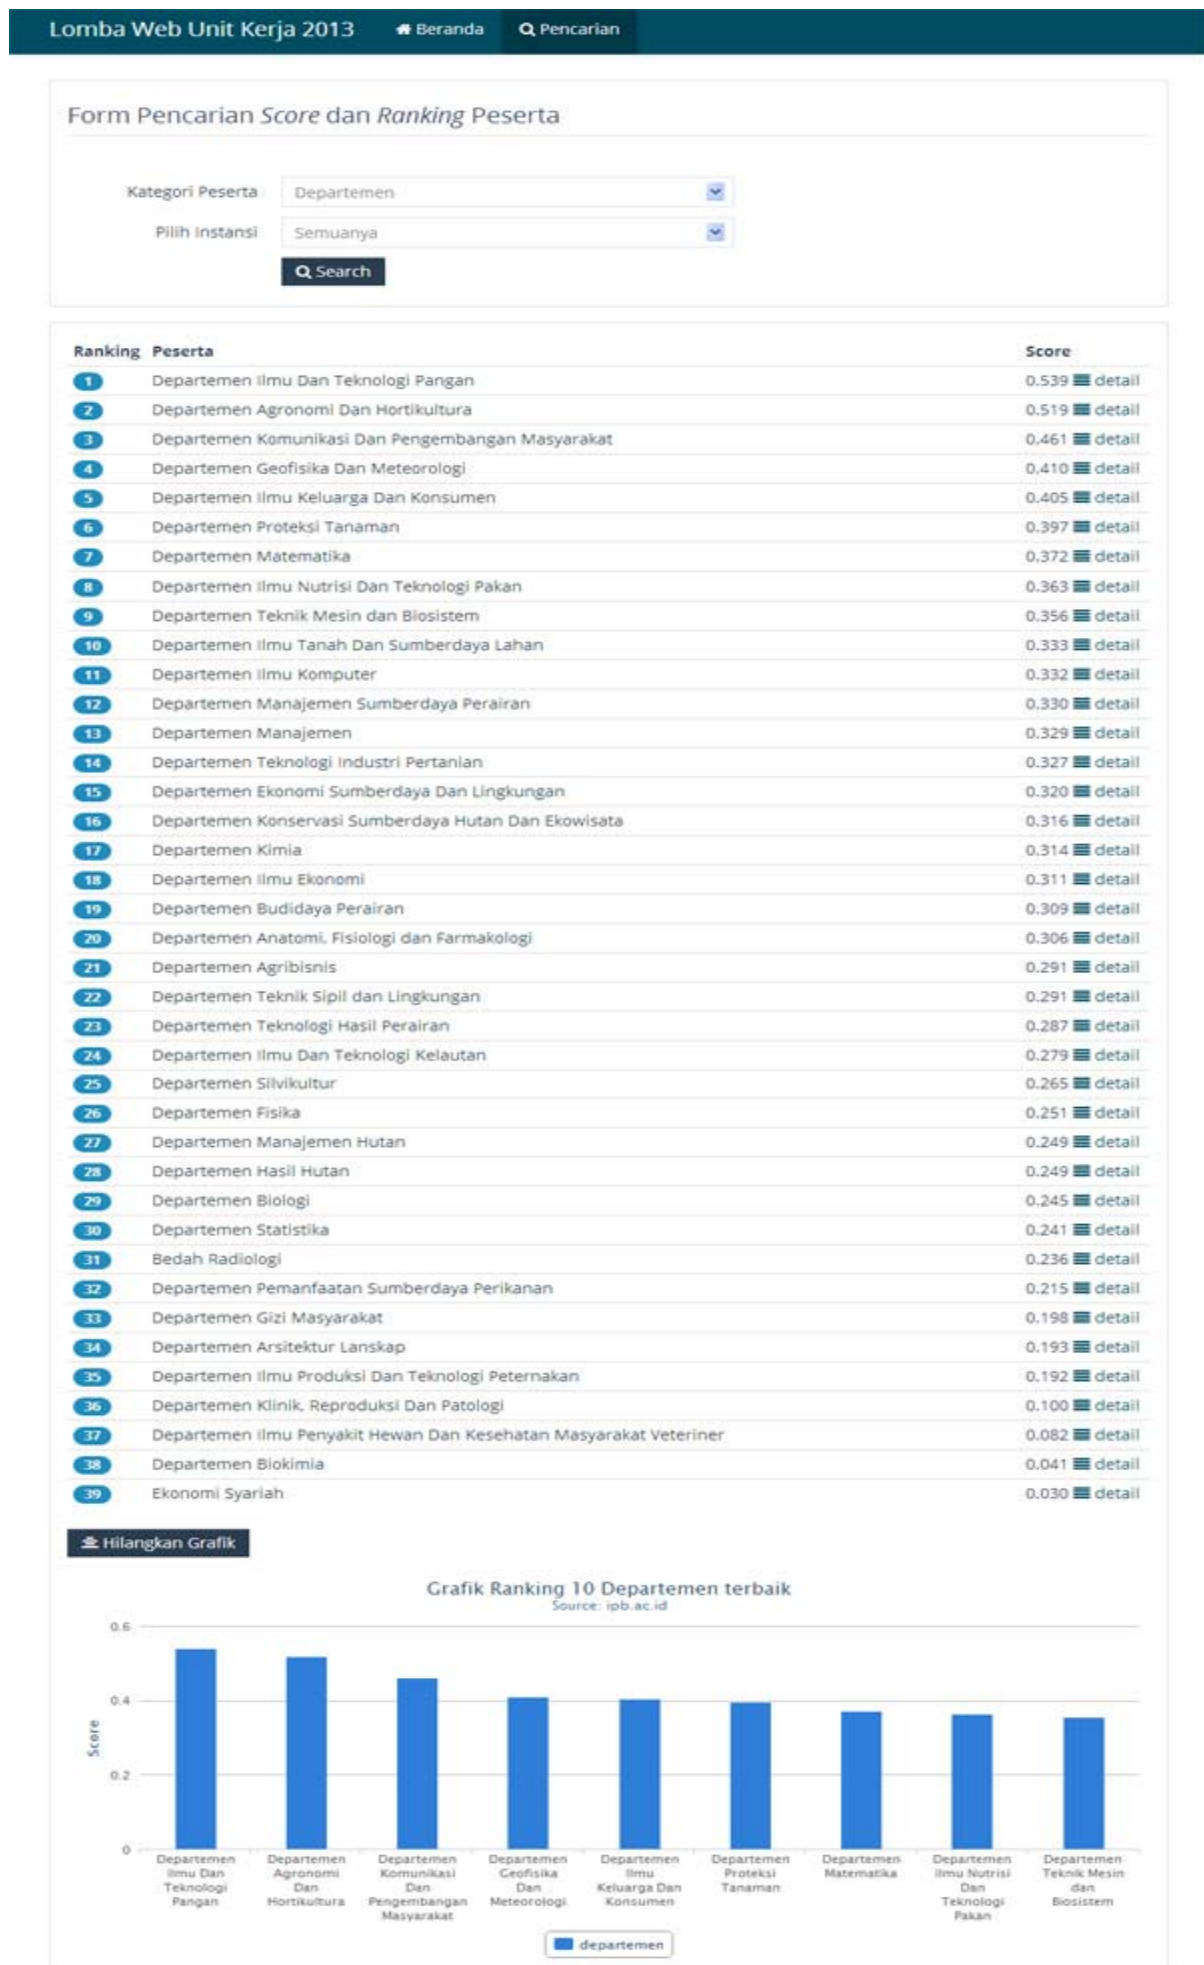 Lomba Web Unit Kerja 2013 Beranda Pencarian
Form Pencarian Score dan Ranking Peserta
Kategori Peserta Departemen
Pilih Instansi Semuanya
Search
Ranking Peserta Score
1 Departemen Ilmu Dan Teknologi Pangan 0.539 detail
2 Departemen Agronomi Dan Hortikultura 0.519 detail
3 Departemen Komunikasi Dan Pengembangan Masyarakat 0.461 detail
4 Departemen Geofisika Dan Meteorologi 0.410 detail
5 Departemen Ilmu Keluarga Dan Konsumen 0.405 detail
6 Departemen Proteksi Tanaman 0.397 detail
7 Departemen Matematika 0.372 detail
8 Departemen Ilmu Nutrisi Dan Teknologi Pakan 0.363 detail
9 Departemen Teknik Mesin dan Biosistem 0.356 detail
10 Departemen Ilmu Tanah Dan Sumberdaya Lahan 0.333 detail
11 Departemen Ilmu Komputer 0.332 detail
12 Departemen Manajemen Sumberdaya Perairan 0.330 detail
13 Departemen Manajemen 0.329 detail
14 Departemen Teknologi Industri Pertanian 0.327 detail
15 Departemen Ekonomi Sumberdaya Dan Lingkungan 0.320 detail
16 Departemen Konservasi Sumberdaya Hutan Dan Ekowisata 0.316 detail
17 Departemen Kimia 0.314 detail
18 Departemen Ilmu Ekonomi 0.311 detail
19 Departemen Budidaya Perairan 0.309 detail
20 Departemen Anatomi, Fisiologi dan Farmakologi 0.306 detail
21 Departemen Agribisnis 0.291 detail
22 Departemen Teknik Sipil dan Lingkungan 0.291 detail
23 Departemen Teknologi Hasil Perairan 0.287 detail
24 Departemen Ilmu Dan Teknologi Kelautan 0.279 detail
25 Departemen Silvikultur 0.265 detail
26 Departemen Fisika 0.251 detail
27 Departemen Manajemen Hutan 0.249 detail
28 Departemen Hasil Hutan 0.249 detail
29 Departemen Biologi 0.245 detail
30 Departemen Statistika 0.241 detail
31 Bedah Radiologi 0.236 detail
32 Departemen Pemanfaatan Sumberdaya Perikanan 0.215 detail
33 Departemen Gizi Masyarakat 0.198 detail
34 Departemen Arsitektur Lanskap 0.193 detail
35 Departemen Ilmu Produksi Dan Teknologi Peternakan 0.192 detail
36 Departemen Klinik, Reproduksi Dan Patologi 0.100 detail
37 Departemen Ilmu Penyakit Hewan Dan Kesehatan Masyarakat Veteriner 0.082 detail
38 Departemen Biokimia 0.041 detail
39 Ekonomi Syariah 0.030 detail
Hilangkan Grafik
Grafik Ranking 10 Departemen terbaik
Source: ipb.ac.id
0.6
0.4
Score
0.2
0
Departemen Departemen Departemen Departemen Departemen Departemen Departemen Departemen Departemen
Ilmu Dan Agronomi Komunikasi Geofisika Ilmu Proteksi Matematika Ilmu Nutrisi Teknik Mesin
Teknologi Dan Dan Dan Keluarga Dan Tanaman Dan dan
Pangan Hortikultura Pengembangan Meteorologi Konsumen Teknologi Biosistem
Masyarakat Pakan
departemen